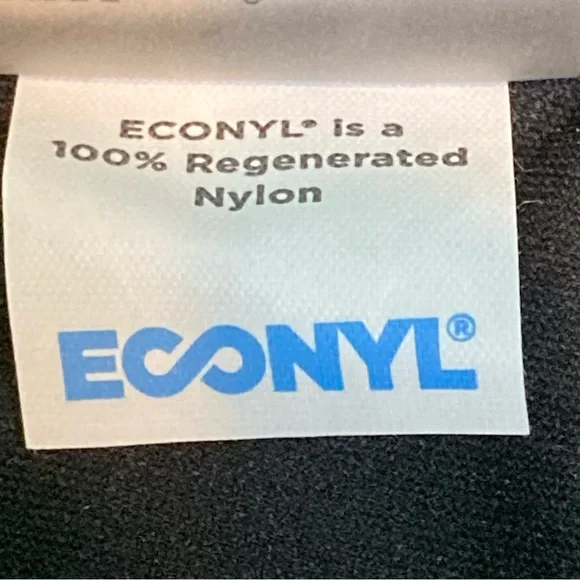 ECONYL® is a
100% Regenerated
Nylon
ECONYL®